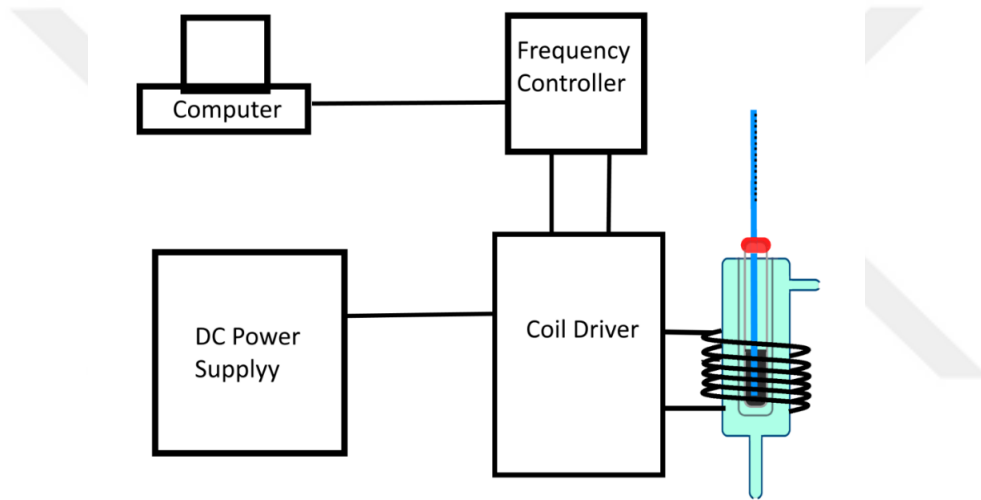 Computer
Frequency
Controller
DC Power
Supplyy
Coil Driver